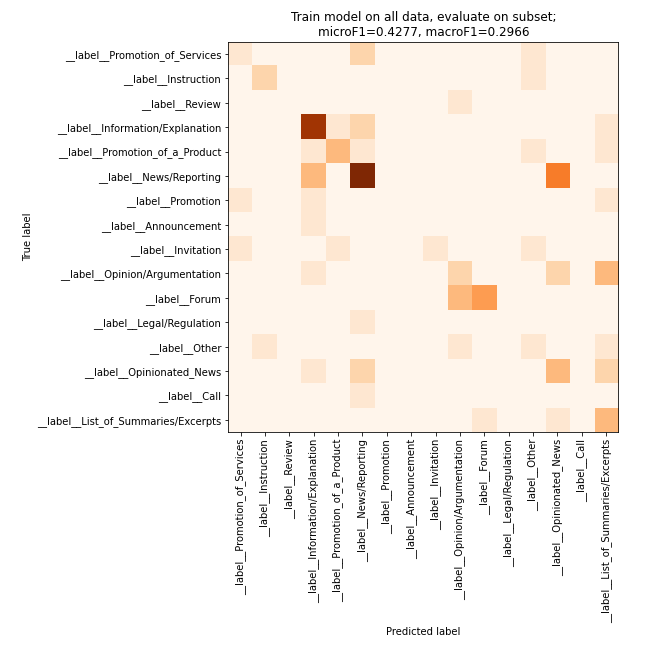 Train model on all data, evaluate on subset;
microF1=0.4277, macroF1=0.2966
True label
__label__Promotion_of_Services
__label__Instruction
__label__Review
__label__Information/Explanation
__label__Promotion_of_a_Product
__label__News/Reporting
__label__Promotion
__label__Announcement
__label__Invitation
__label__Opinion/Argumentation
__label__Forum
__label__Legal/Regulation
__label__Other
__label__Opinionated_News
__label__Call
__label__List_of_Summaries/Excerpts
__label__Promotion_of_Services
__label__Instruction
__label__Review
__label__Information/Explanation
__label__Promotion_of_a_Product
__label__News/Reporting
__label__Promotion
__label__Announcement
__label__Invitation
__label__Opinion/Argumentation
__label__Forum
__label__Legal/Regulation
__label__Other
__label__Opinionated_News
__label__Call
__label__List_of_Summaries/Excerpts
Predicted label